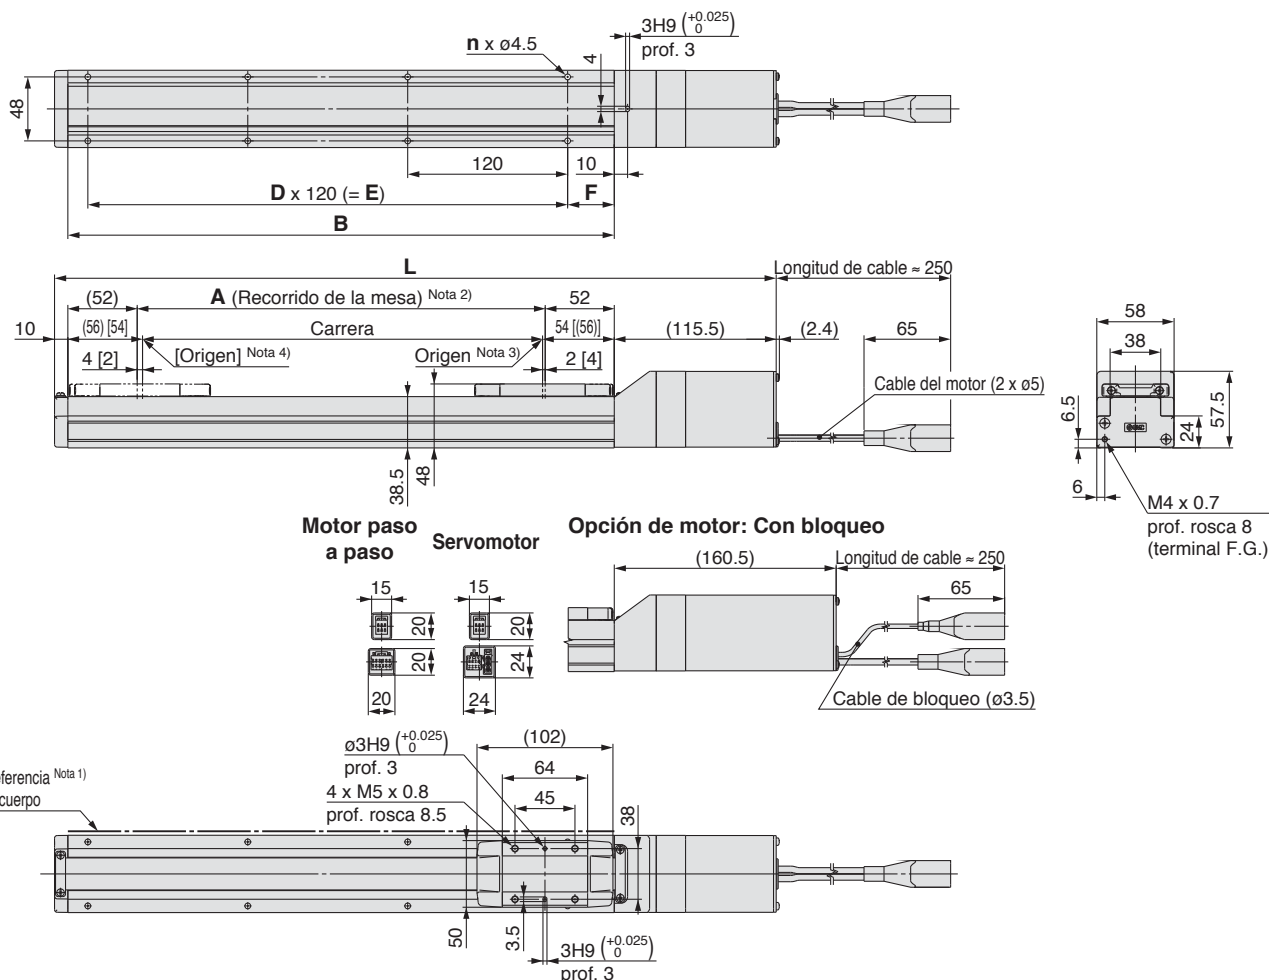 3H9 (+0.025 0)
prof. 3
n x ø4.5
4
48
120
10
D x 120 (= E)
F
B
L
Longitud de cable ≈ 250
(52)
A (Recorrido de la mesa) Nota 2)
52
10
(56) [54]
Carrera
54 [(56)]
(115.5)
(2.4)
65
4 [2]
[Origen] Nota 4)
Origen Nota 3)
2 [4]
Cable del motor (2 x ø5)
38.5
48
58
38
6.5
24
57.5
6
M4 x 0.7
prof. rosca 8
(terminal F.G.)
SMC
Motor paso
a paso
Servomotor
15
20
20
20
15
20
24
24
Opción de motor: Con bloqueo
(160.5)
Longitud de cable ≈ 250
65
Cable de bloqueo (ø3.5)
ø3H9 (+0.025 0)
prof. 3
(102)
64
4 x M5 x 0.8
prof. rosca 8.5
45
38
ferencia Nota 1)
cuerpo
50
3.5
3H9 (+0.025 0)
prof. 3